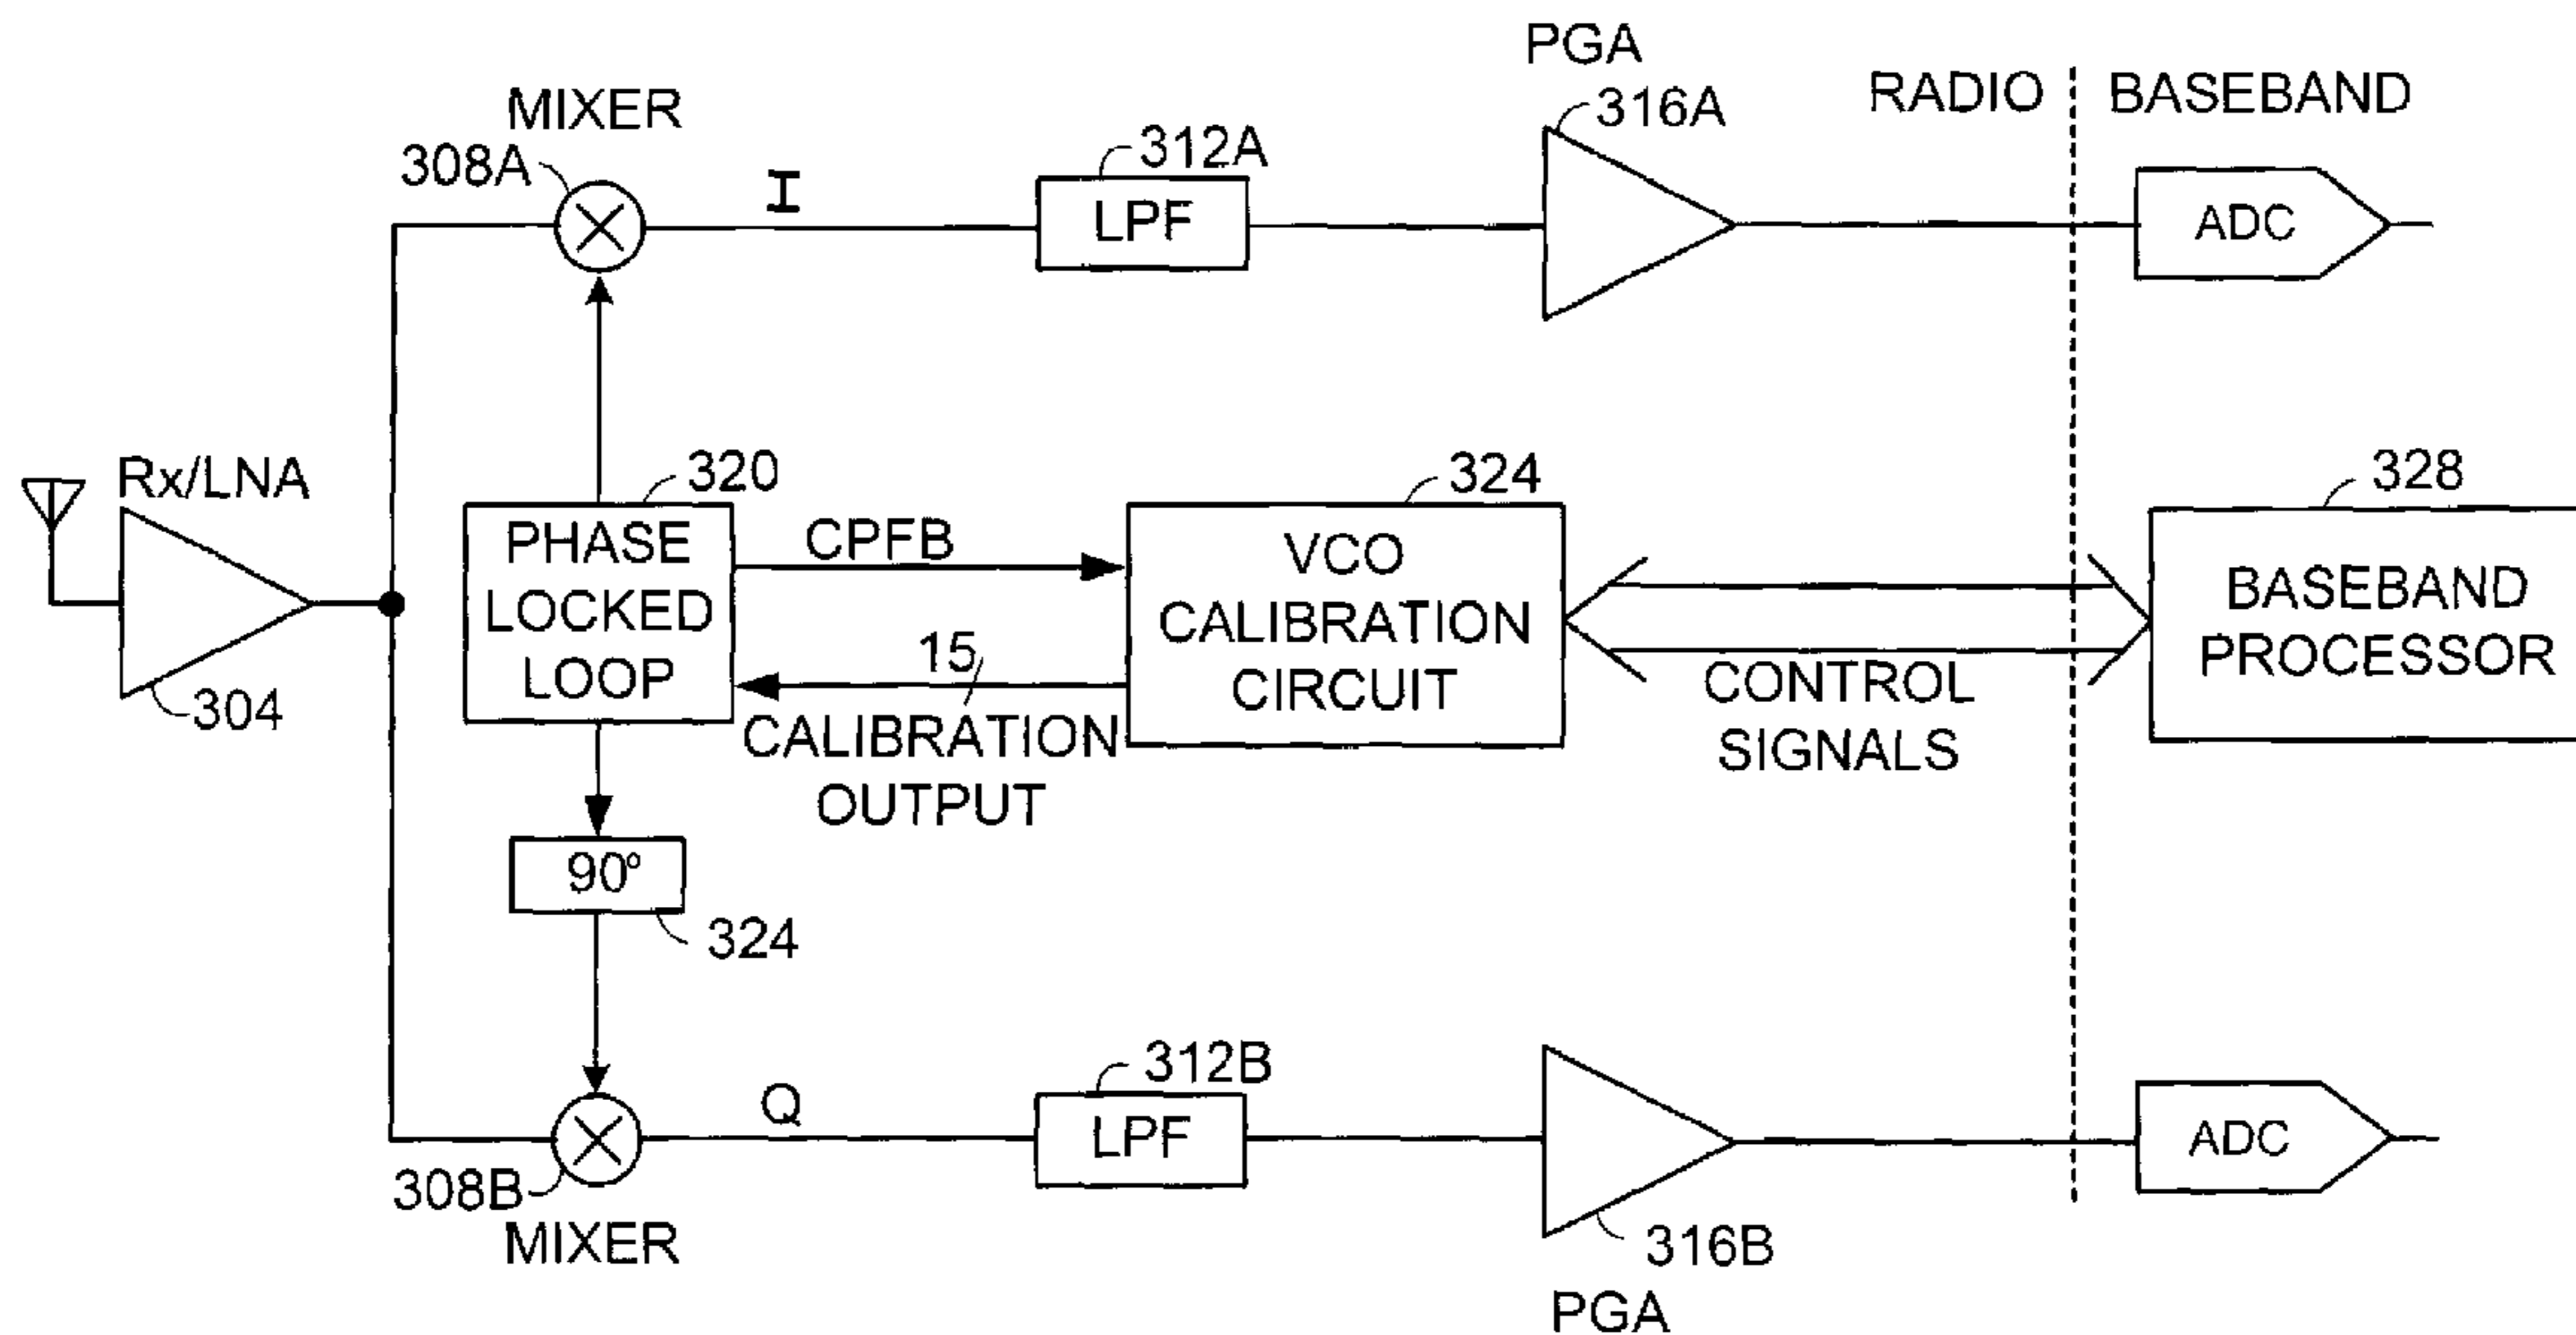 PGA
316A
RADIO
BASEBAND
MIXER
308A
I
312A
LPF
ADC
Rx/LNA
304
320
PHASE
LOCKED
LOOP
CPFB
15
CALIBRATION
OUTPUT
324
VCO
CALIBRATION
CIRCUIT
CONTROL
SIGNALS
328
BASEBAND
PROCESSOR
90°
324
308B
MIXER
Q
312B
LPF
316B
PGA
ADC